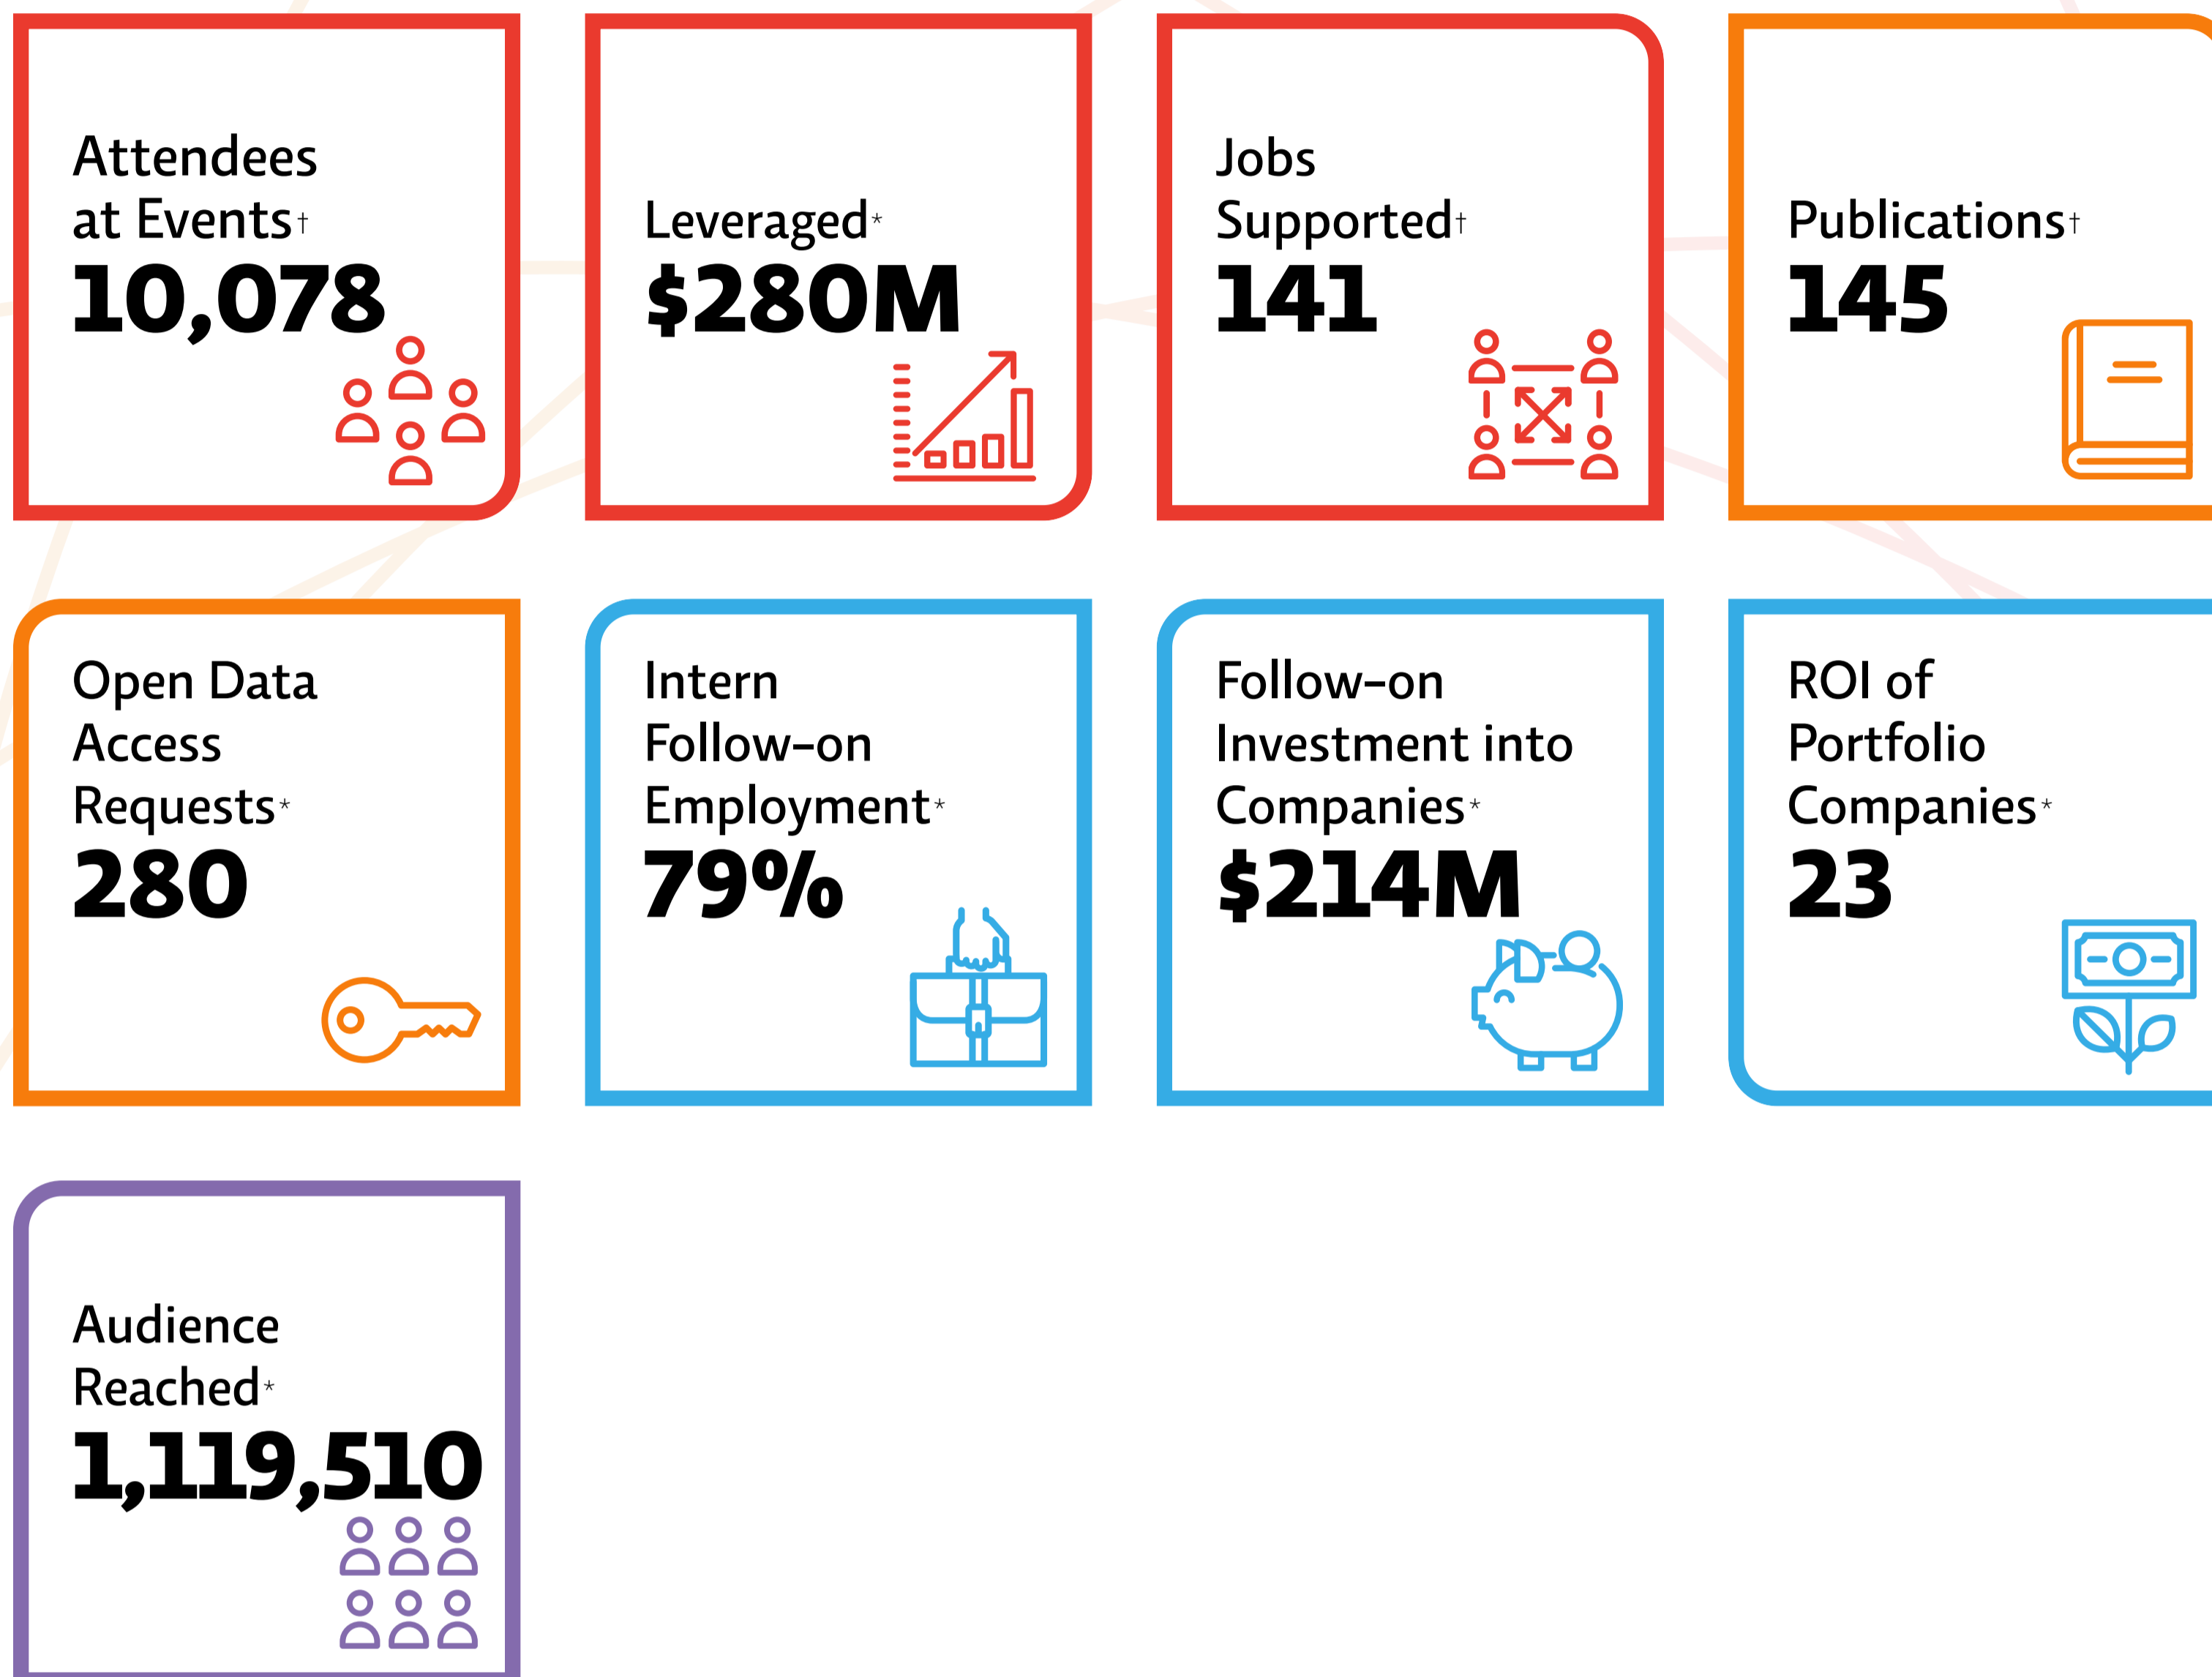 Attendees
at Events†
10,078
Leveraged*
$280M
Jobs
Supported†
141
Publications†
145
Open Data
Access
Requests*
280
Intern
Follow-on
Employment*
79%
Follow-on
Investment into
Companies*
$214M
ROI of
Portfolio
Companies*
23
Audience
Reached*
1,119,510